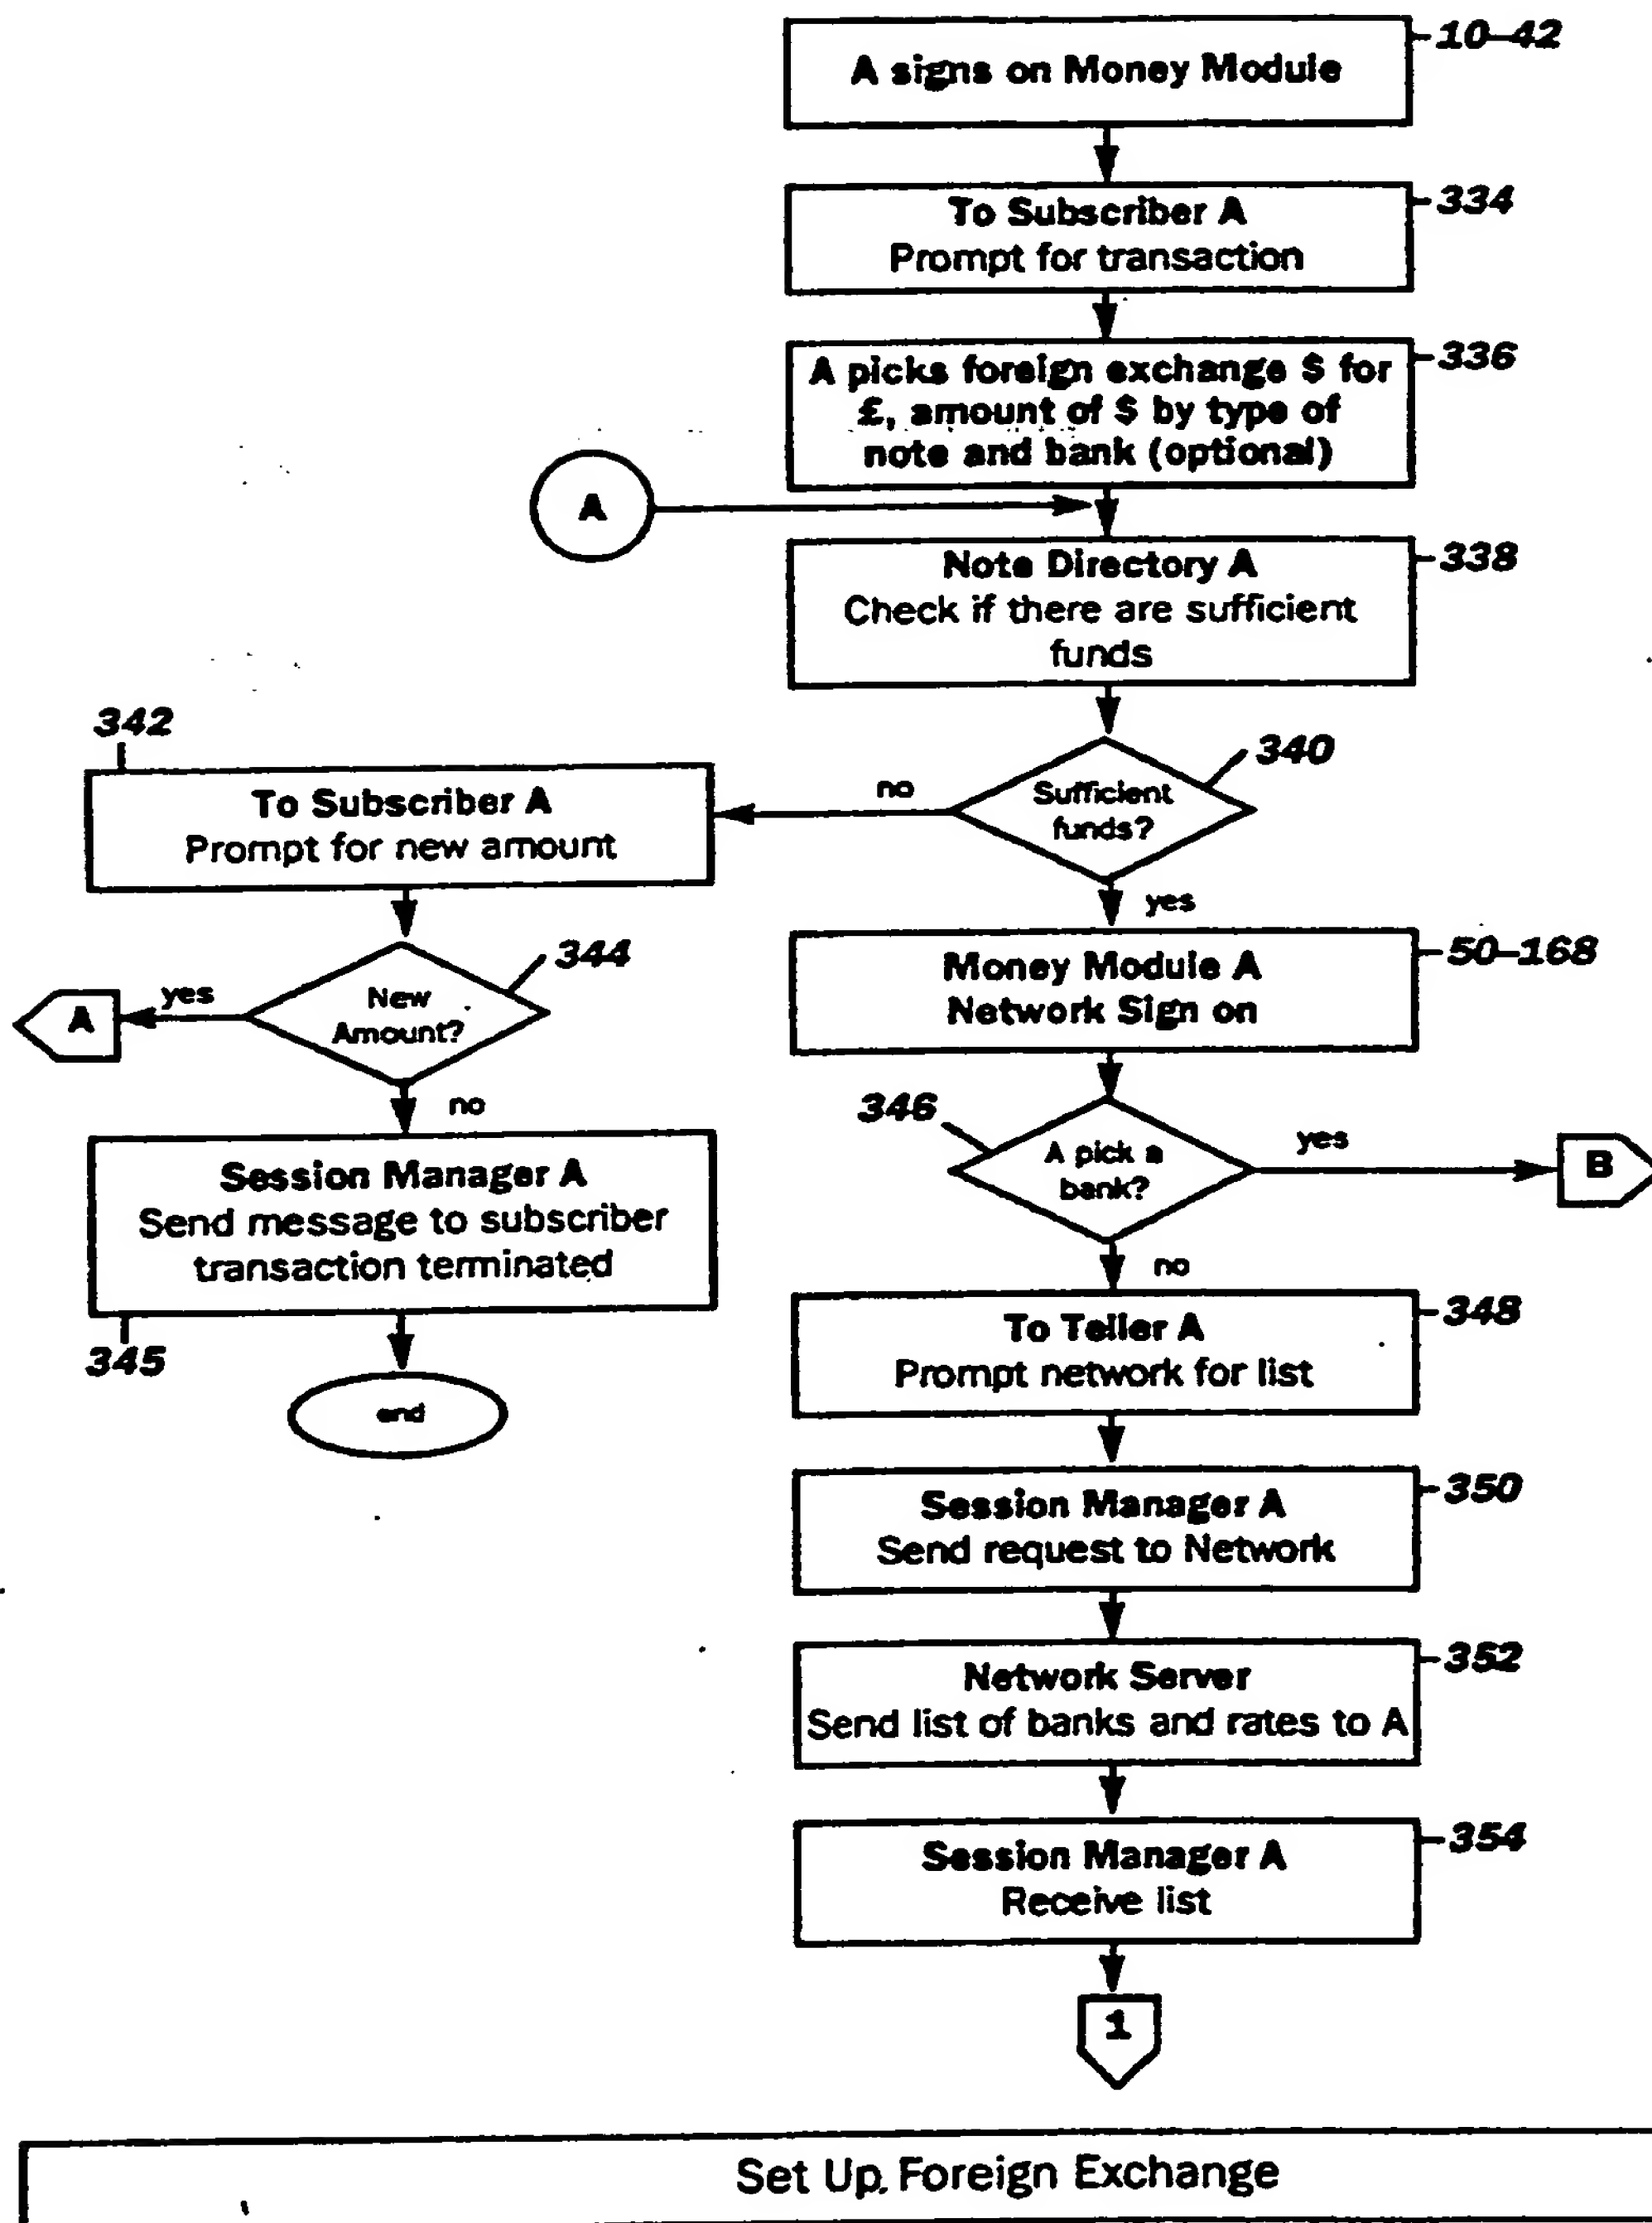 10–42
A signs on Money Module
334
To Subscriber A
Prompt for transaction
336
A picks foreign exchange $ for
£, amount of $ by type of
note and bank (optional)
A
338
Note Directory A
Check if there are sufficient
funds
342
340
To Subscriber A
Prompt for new amount
no
Sufficient
funds?
yes
344
50–168
Money Module A
Network Sign on
A
yes
New
Amount?
no
346
A pick a
bank?
yes
B
no
Session Manager A
Send message to subscriber
transaction terminated
345
end
348
To Teller A
Prompt network for list
350
Session Manager A
Send request to Network
352
Network Server
Send list of banks and rates to A
354
Session Manager A
Receive list
1
Set Up Foreign Exchange